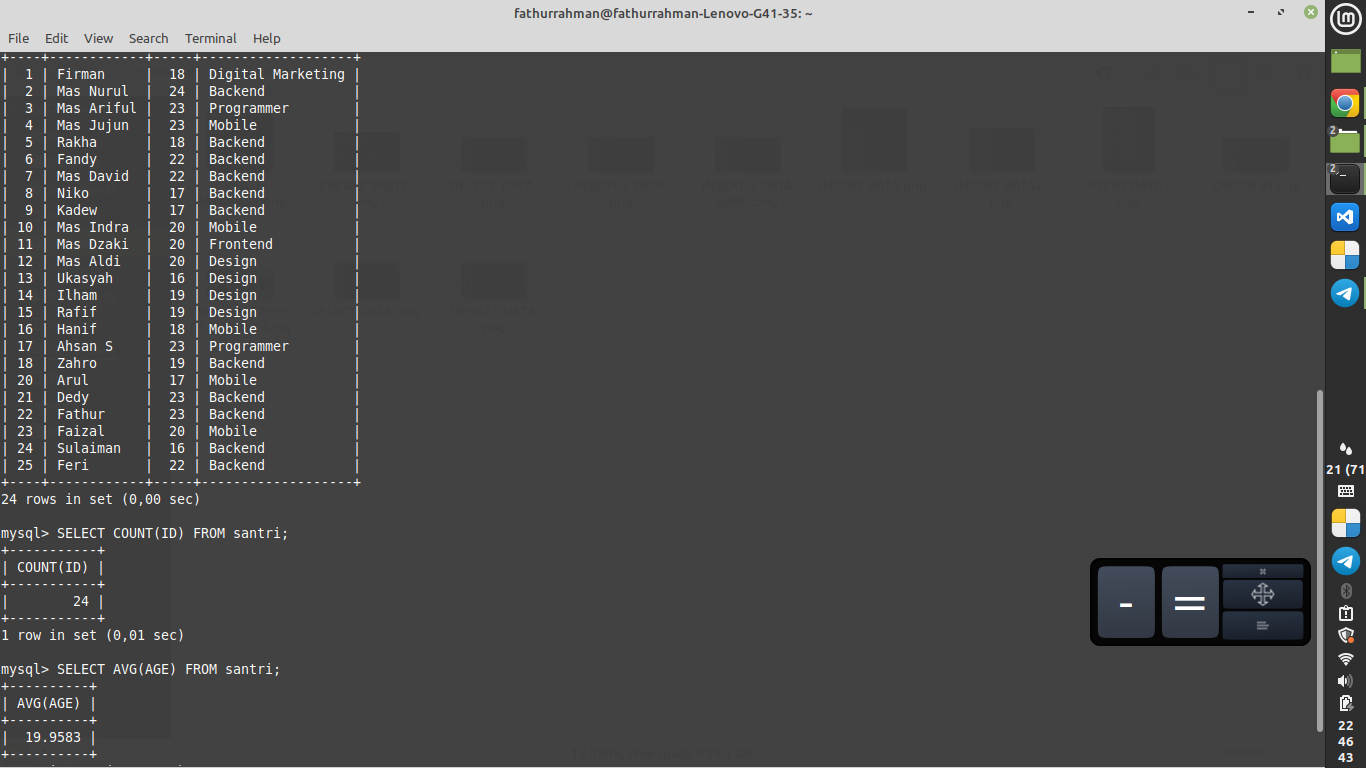 fathurrahman@fathurrahman-Lenovo-G41-35: ~
File Edit View Search Terminal Help
+----+------------+-----+-------------------+
| 1 | Firman | 18 | Digital Marketing |
| 2 | Mas Nurul | 24 | Backend |
| 3 | Mas Ariful | 23 | Programmer |
| 4 | Mas Jujun | 23 | Mobile |
| 5 | Rakha | 18 | Backend |
| 6 | Fandy | 22 | Backend |
| 7 | Mas David | 22 | Backend |
| 8 | Niko | 17 | Backend |
| 9 | Kadew | 17 | Backend |
| 10 | Mas Indra | 20 | Mobile |
| 11 | Mas Dzaki | 20 | Frontend |
| 12 | Mas Aldi | 20 | Design |
| 13 | Ukasyah | 16 | Design |
| 14 | Ilham | 19 | Design |
| 15 | Rafif | 19 | Design |
| 16 | Hanif | 18 | Mobile |
| 17 | Ahsan S | 23 | Programmer |
| 18 | Zahro | 19 | Backend |
| 20 | Arul | 17 | Mobile |
| 21 | Dedy | 23 | Backend |
| 22 | Fathur | 23 | Backend |
| 23 | Faizal | 20 | Mobile |
| 24 | Sulaiman | 16 | Backend |
| 25 | Feri | 22 | Backend |
+----+------------+-----+-------------------+
24 rows in set (0,00 sec)
mysql> SELECT COUNT(ID) FROM santri;
+-----------+
| COUNT(ID) |
+-----------+
| 24 |
+-----------+
1 row in set (0,01 sec)
mysql> SELECT AVG(AGE) FROM santri;
+----------+
| AVG(AGE) |
+----------+
| 19.9583 |
+----------+
- =
2
2
21 (71
22
46
43